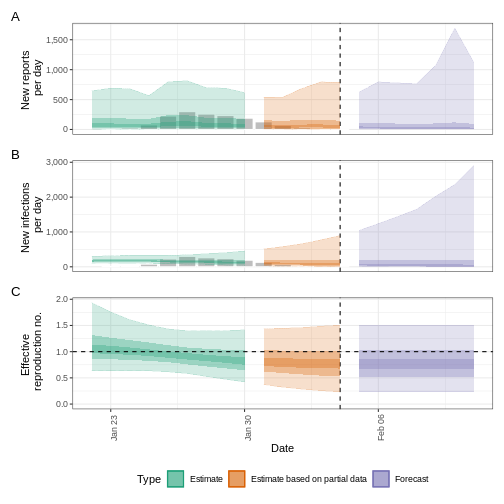 A
New reports
per day
1,500
1,000
500
0
B
New infections
per day
3,000
2,000
1,000
0
C
Effective
reproduction no.
2.0
1.5
1.0
0.5
0.0
Jan 23
Jan 30
Feb 06
Date
Type
Estimate
Estimate based on partial data
Forecast